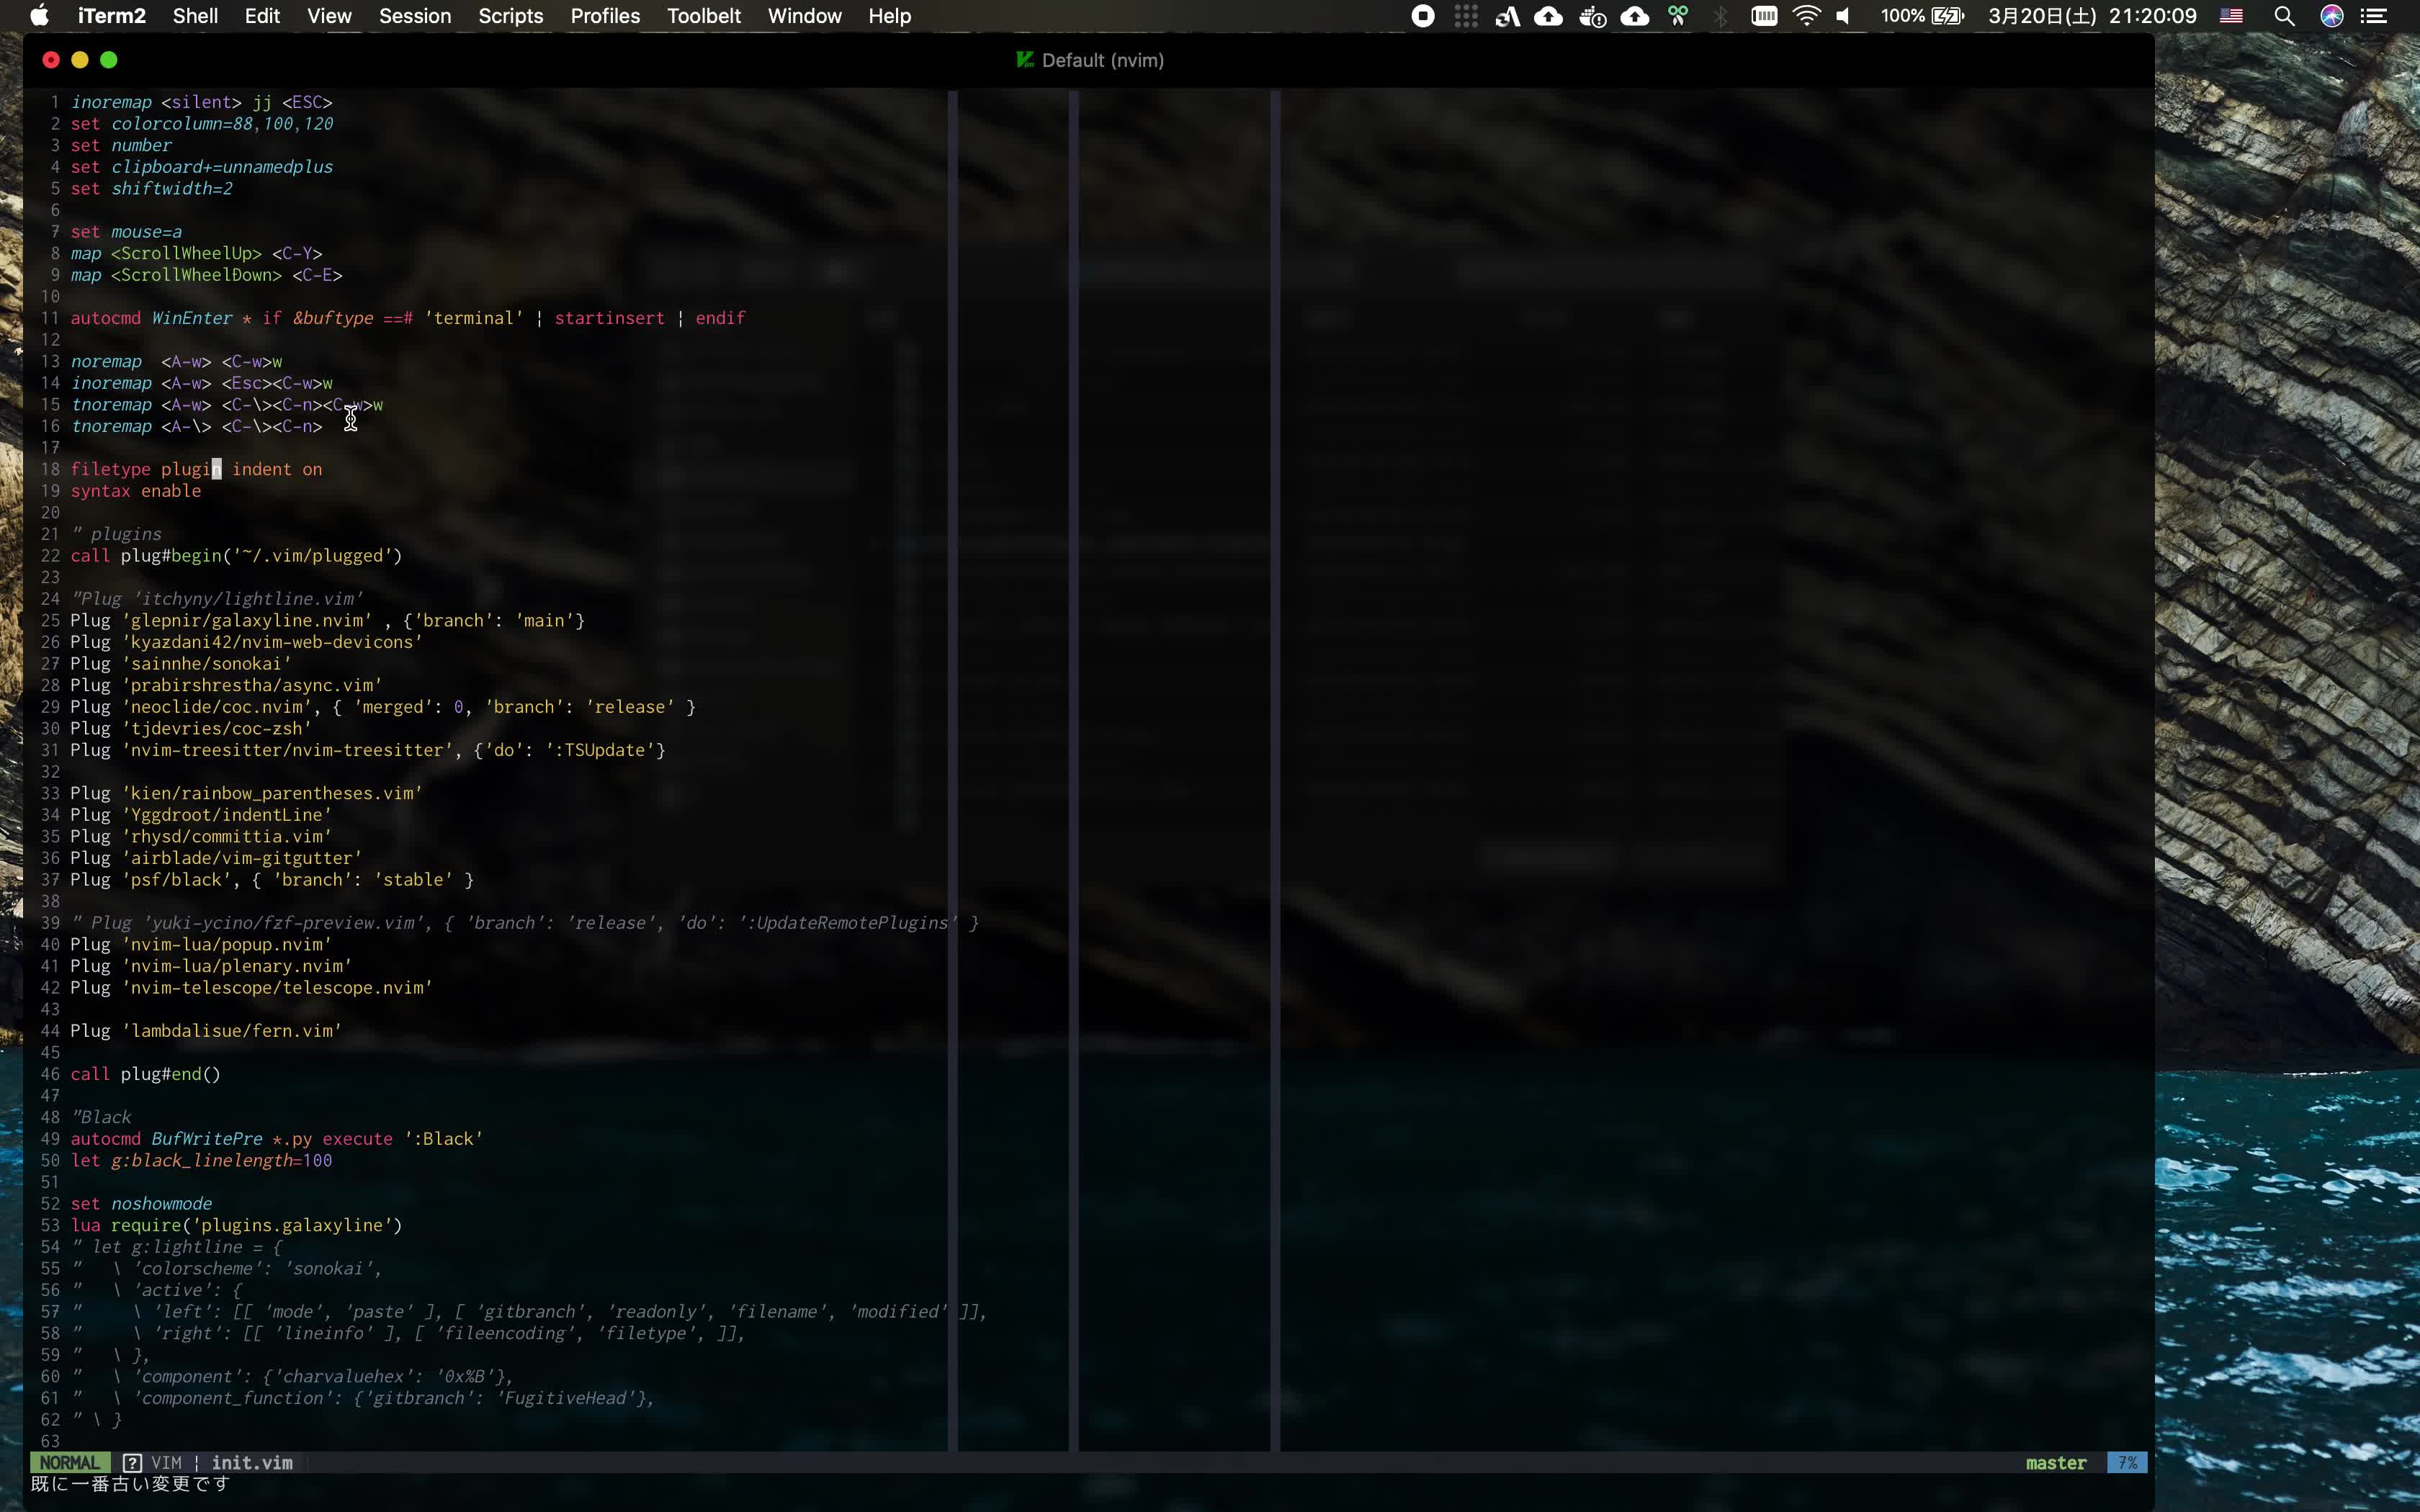 iTerm2 Shell Edit View Session Scripts Profiles Toolbelt Window Help 100% 3月20日(土) 21:20:09
Default (nvim)
1 inoremap <silent> jj <ESC>
2 set colorcolumn=88,100,120
3 set number
4 set clipboard+=unnamedplus
5 set shiftwidth=2
6
7 set mouse=a
8 map <ScrollWheelUp> <C-Y>
9 map <ScrollWheelDown> <C-E>
10
11 autocmd WinEnter * if &buftype ==# 'terminal' | startinsert | endif
12
13 noremap  <A-w> <C-w>w
14 inoremap <A-w> <Esc><C-w>w
15 tnoremap <A-w> <C-\><C-n><C-w>w
16 tnoremap <A-\> <C-\><C-n>
17
18 filetype plugin indent on
19 syntax enable
20
21 " plugins
22 call plug#begin('~/.vim/plugged')
23
24 "Plug 'itchyny/lightline.vim'
25 Plug 'glepnir/galaxyline.nvim' , {'branch': 'main'}
26 Plug 'kyazdani42/nvim-web-devicons'
27 Plug 'sainnhe/sonokai'
28 Plug 'prabirshrestha/async.vim'
29 Plug 'neoclide/coc.nvim', { 'merged': 0, 'branch': 'release' }
30 Plug 'tjdevries/coc-zsh'
31 Plug 'nvim-treesitter/nvim-treesitter', {'do': ':TSUpdate'}
32
33 Plug 'kien/rainbow_parentheses.vim'
34 Plug 'Yggdroot/indentLine'
35 Plug 'rhysd/committia.vim'
36 Plug 'airblade/vim-gitgutter'
37 Plug 'psf/black', { 'branch': 'stable' }
38
39 " Plug 'yuki-ycino/fzf-preview.vim', { 'branch': 'release', 'do': ':UpdateRemotePlugins' }
40 Plug 'nvim-lua/popup.nvim'
41 Plug 'nvim-lua/plenary.nvim'
42 Plug 'nvim-telescope/telescope.nvim'
43
44 Plug 'lambdalisue/fern.vim'
45
46 call plug#end()
47
48 "Black
49 autocmd BufWritePre *.py execute ':Black'
50 let g:black_linelength=100
51
52 set noshowmode
53 lua require('plugins.galaxyline')
54 " let g:lightline = {
55 "   \ 'colorscheme': 'sonokai',
56 "   \ 'active': {
57 "     \ 'left': [[ 'mode', 'paste' ], [ 'gitbranch', 'readonly', 'filename', 'modified' ]],
58 "     \ 'right': [[ 'lineinfo' ], [ 'fileencoding', 'filetype', ]],
59 "   \ },
60 "   \ 'component': {'charvaluehex': '0x%B'},
61 "   \ 'component_function': {'gitbranch': 'FugitiveHead'},
62 " \ }
63
NORMAL ? VIM | init.vim master 7%
既に一番古い変更です